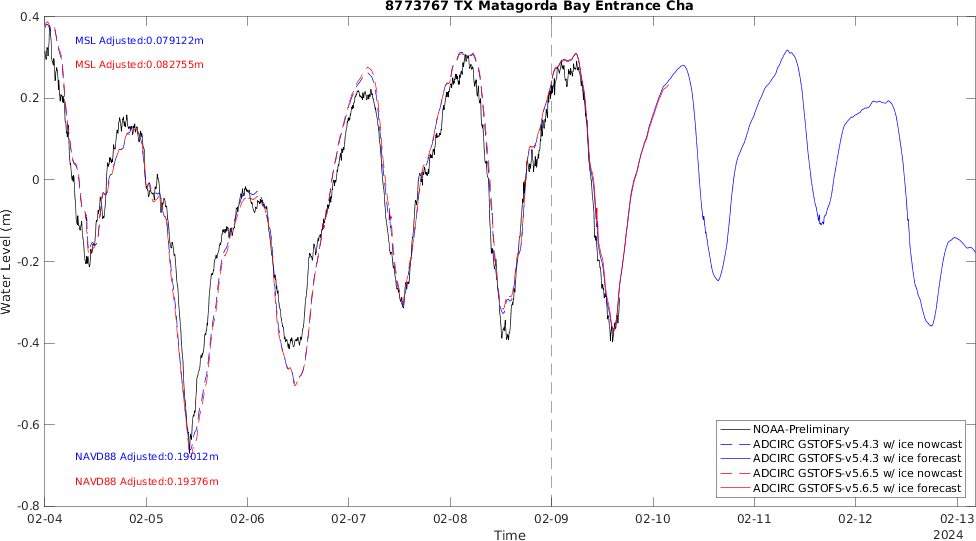 8773767 TX Matagorda Bay Entrance Cha
0.4
0.2
0
-0.2
-0.4
-0.6
-0.8
Water Level (m)
MSL Adjusted:0.079122m
MSL Adjusted:0.082755m
NAVD88 Adjusted:0.19012m
NAVD88 Adjusted:0.19376m
NOAA-Preliminary
ADCIRC GSTOFS-v5.4.3 w/ ice nowcast
ADCIRC GSTOFS-v5.4.3 w/ ice forecast
ADCIRC GSTOFS-v5.6.5 w/ ice nowcast
ADCIRC GSTOFS-v5.6.5 w/ ice forecast
02-04 02-05 02-06 02-07 02-08 02-09 02-10 02-11 02-12 02-13
Time
2024